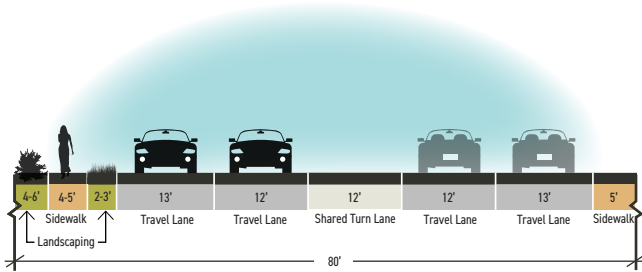 4-6' 4-5' 2-3' 13' 12' 12' 12' 13' 5'
Sidewalk Travel Lane Travel Lane Shared Turn Lane Travel Lane Travel Lane Sidewalk
Landscaping
80'